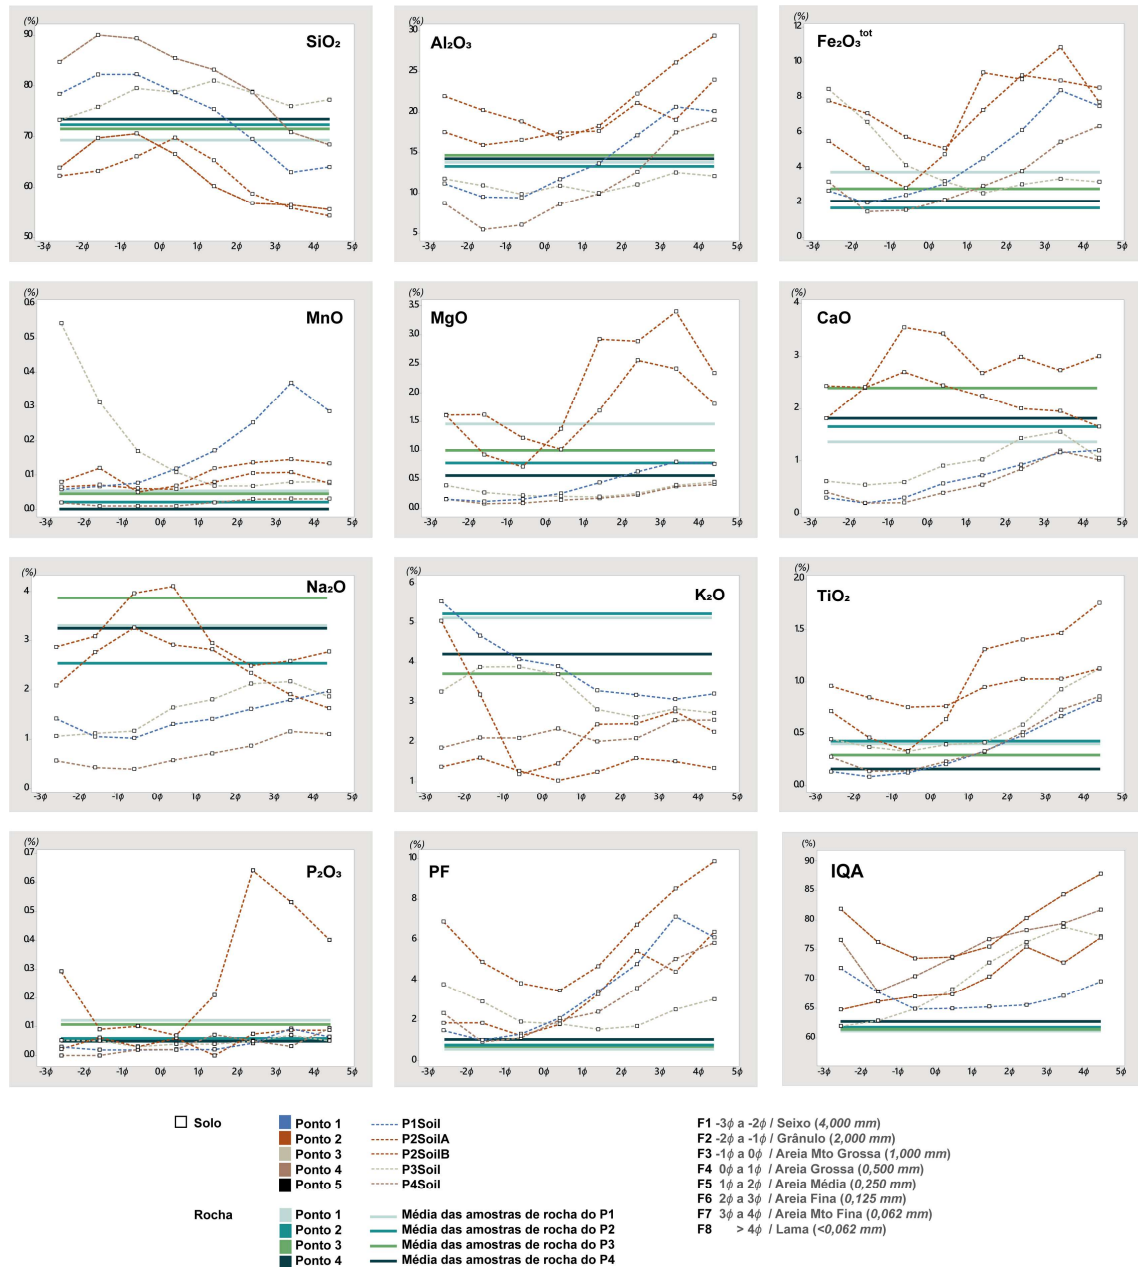 (%)
SiO₂
90
80
70
60
50
-3ϕ -2ϕ -1ϕ 0ϕ 1ϕ 2ϕ 3ϕ 4ϕ 5ϕ
(%)
Al₂O₃
30
25
20
15
10
5
-3ϕ -2ϕ -1ϕ 0ϕ 1ϕ 2ϕ 3ϕ 4ϕ 5ϕ
(%)
Fe₂O₃ᵗᵒᵗ
12
10
8
6
4
2
0
-3ϕ -2ϕ -1ϕ 0ϕ 1ϕ 2ϕ 3ϕ 4ϕ 5ϕ
(%)
MnO
0.6
0.5
0.4
0.3
0.2
0.1
0.0
-3ϕ -2ϕ -1ϕ 0ϕ 1ϕ 2ϕ 3ϕ 4ϕ 5ϕ
(%)
MgO
3.5
3.0
2.5
2.0
1.5
1.0
0.5
0.0
-3ϕ -2ϕ -1ϕ 0ϕ 1ϕ 2ϕ 3ϕ 4ϕ 5ϕ
(%)
CaO
4
3
2
1
0
-3ϕ -2ϕ -1ϕ 0ϕ 1ϕ 2ϕ 3ϕ 4ϕ 5ϕ
(%)
Na₂O
4
3
2
1
0
-3ϕ -2ϕ -1ϕ 0ϕ 1ϕ 2ϕ 3ϕ 4ϕ 5ϕ
(%)
K₂O
6
5
4
3
2
1
-3ϕ -2ϕ -1ϕ 0ϕ 1ϕ 2ϕ 3ϕ 4ϕ 5ϕ
(%)
TiO₂
2.0
1.5
1.0
0.5
0.0
-3ϕ -2ϕ -1ϕ 0ϕ 1ϕ 2ϕ 3ϕ 4ϕ 5ϕ
(%)
P₂O₃
0.7
0.6
0.5
0.4
0.3
0.2
0.1
0.0
-3ϕ -2ϕ -1ϕ 0ϕ 1ϕ 2ϕ 3ϕ 4ϕ 5ϕ
(%)
PF
10
8
6
4
2
0
-3ϕ -2ϕ -1ϕ 0ϕ 1ϕ 2ϕ 3ϕ 4ϕ 5ϕ
(%)
IQA
90
85
80
75
70
65
60
-3ϕ -2ϕ -1ϕ 0ϕ 1ϕ 2ϕ 3ϕ 4ϕ 5ϕ
Solo
Ponto 1 P1Soil
Ponto 2 P2SoilA
Ponto 3 P2SoilB
Ponto 4 P3Soil
Ponto 5 P4Soil
Rocha
Ponto 1 Média das amostras de rocha do P1
Ponto 2 Média das amostras de rocha do P2
Ponto 3 Média das amostras de rocha do P3
Ponto 4 Média das amostras de rocha do P4
F1 -3ϕ a -2ϕ / Seixo (4,000 mm)
F2 -2ϕ a -1ϕ / Grânulo (2,000 mm)
F3 -1ϕ a 0ϕ / Areia Mto Grossa (1,000 mm)
F4 0ϕ a 1ϕ / Areia Grossa (0,500 mm)
F5 1ϕ a 2ϕ / Areia Média (0,250 mm)
F6 2ϕ a 3ϕ / Areia Fina (0,125 mm)
F7 3ϕ a 4ϕ / Areia Mto Fina (0,062 mm)
F8 > 4ϕ / Lama (<0,062 mm)